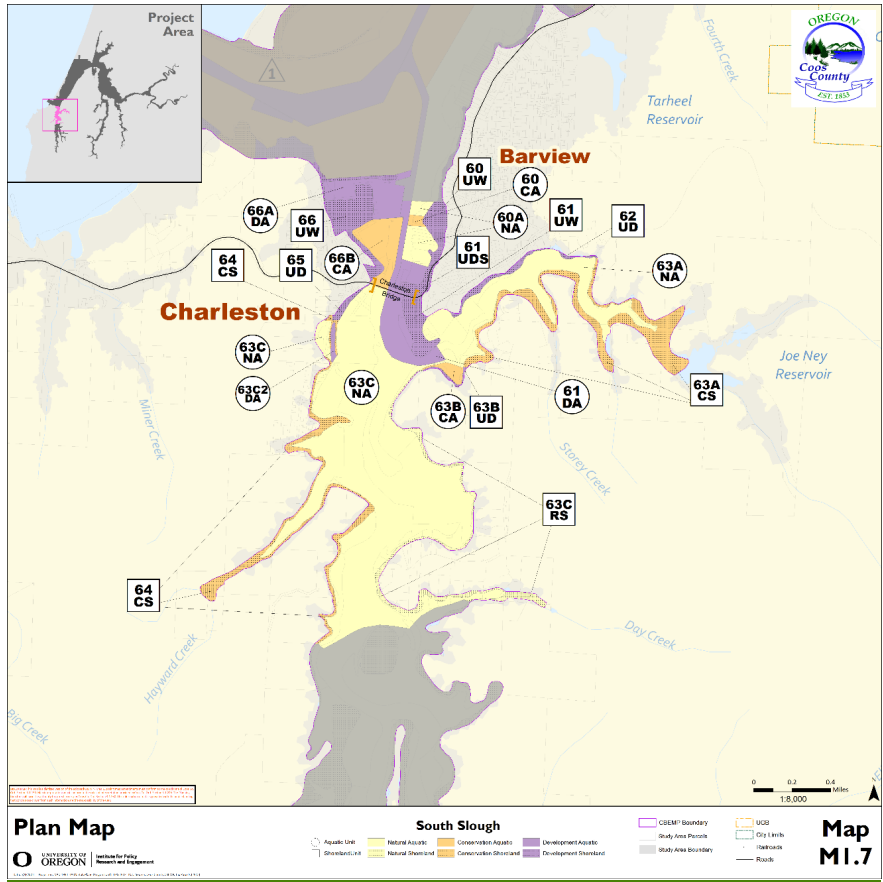 Project
Area
OREGON
Coos
County
EST. 1853
1
Fourth Creek
Tarheel
Reservoir
Barview
60
UW
60
CA
66A
DA
66
UW
60A
NA
61
UW
62
UD
64
CS
65
UD
66B
CA
61
UDS
63A
NA
Charleston
Bridge
Charleston
63C
NA
Joe Ney
Reservoir
63C2
DA
63C
NA
63B
CA
63B
UD
61
DA
63A
CS
Miner Creek
Storey Creek
63C
RS
64
CS
Day Creek
Hayward Creek
Big Creek
0 0.2 0.4
Miles
1:8,000
Plan Map
South Slough
Aquatic Unit
Shoreland Unit
Natural Aquatic
Natural Shoreland
Conservation Aquatic
Conservation Shoreland
Development Aquatic
Development Shoreland
CBEMP Boundary
Study Area Parcels
Study Area Boundary
UGB
City Limits
Railroads
Roads
Map
M1.7
O
UNIVERSITY OF
OREGON
Institute for Policy
Research and Engagement